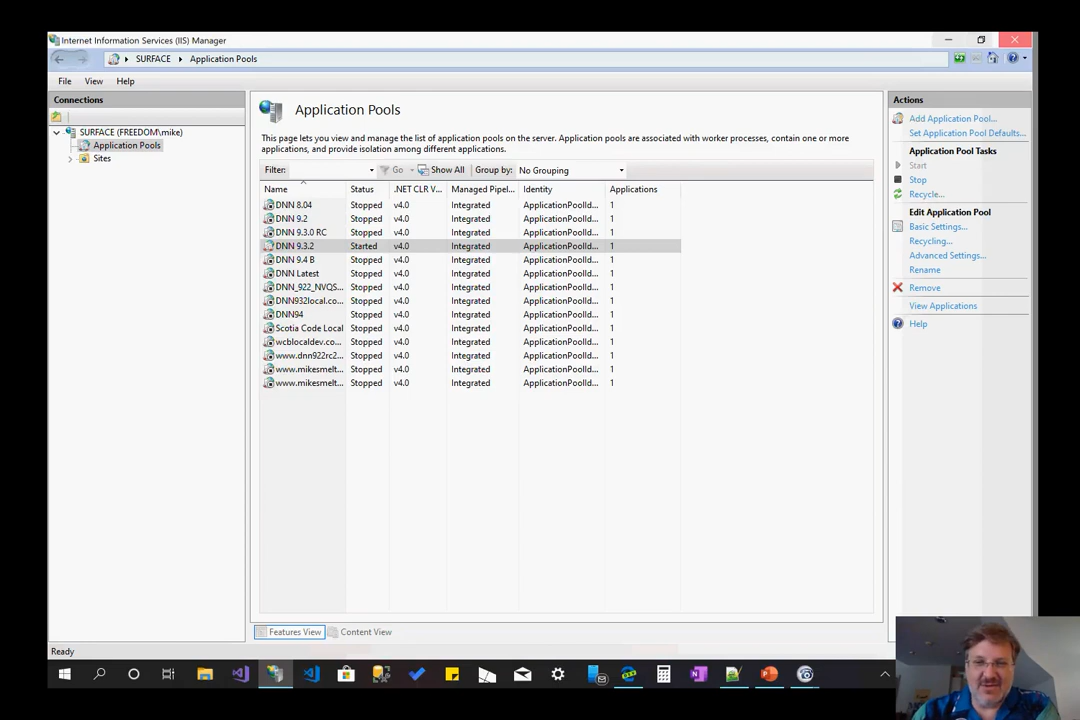 Internet Information Services (IIS) Manager
SURFACE
Application Pools
File View Help
Connections
SURFACE (FREEDOM\mike)
Application Pools
Sites
Application Pools
This page lets you view and manage the list of application pools on the server. Application pools are associated with worker processes, contain one or more
applications, and provide isolation among different applications.
Filter: Go Show All Group by: No Grouping
Name Status .NET CLR V... Managed Pipel... Identity Applications
DNN 8.04 Stopped v4.0 Integrated ApplicationPoolId... 1
DNN 9.2 Stopped v4.0 Integrated ApplicationPoolId... 1
DNN 9.3.0 RC Stopped v4.0 Integrated ApplicationPoolId... 1
DNN 9.3.2 Started v4.0 Integrated ApplicationPoolId... 1
DNN 9.4 B Stopped v4.0 Integrated ApplicationPoolId... 1
DNN Latest Stopped v4.0 Integrated ApplicationPoolId... 1
DNN_922_NVQS... Stopped v4.0 Integrated ApplicationPoolId... 1
DNN932local.co... Stopped v4.0 Integrated ApplicationPoolId... 1
DNN94 Stopped v4.0 Integrated ApplicationPoolId... 1
Scotia Code Local Stopped v4.0 Integrated ApplicationPoolId... 1
wcblocaldev.co... Stopped v4.0 Integrated ApplicationPoolId... 1
www.dnn922rc2... Stopped v4.0 Integrated ApplicationPoolId... 1
www.mikesmelt... Stopped v4.0 Integrated ApplicationPoolId... 1
www.mikesmelt... Stopped v4.0 Integrated ApplicationPoolId... 1
Features View Content View
Ready
Actions
Add Application Pool...
Set Application Pool Defaults...
Application Pool Tasks
Start
Stop
Recycle...
Edit Application Pool
Basic Settings...
Recycling...
Advanced Settings...
Rename
Remove
View Applications
Help